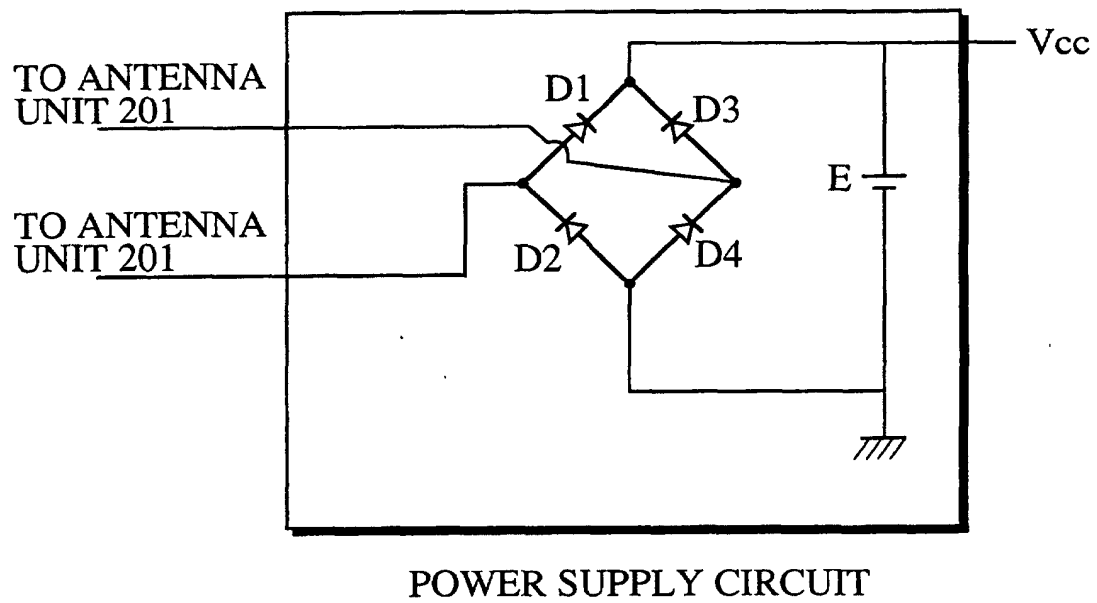 Vcc
TO ANTENNA
UNIT 201
D1
D3
E
TO ANTENNA
UNIT 201
D2
D4
POWER SUPPLY CIRCUIT